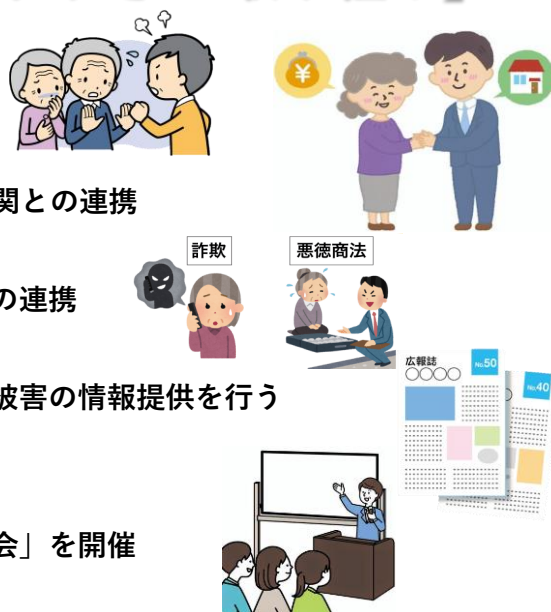 関との連携
詐欺
悪徳商法
の連携
広報誌
○○○○
No.50
No.40
被害の情報提供を行う
会」を開催